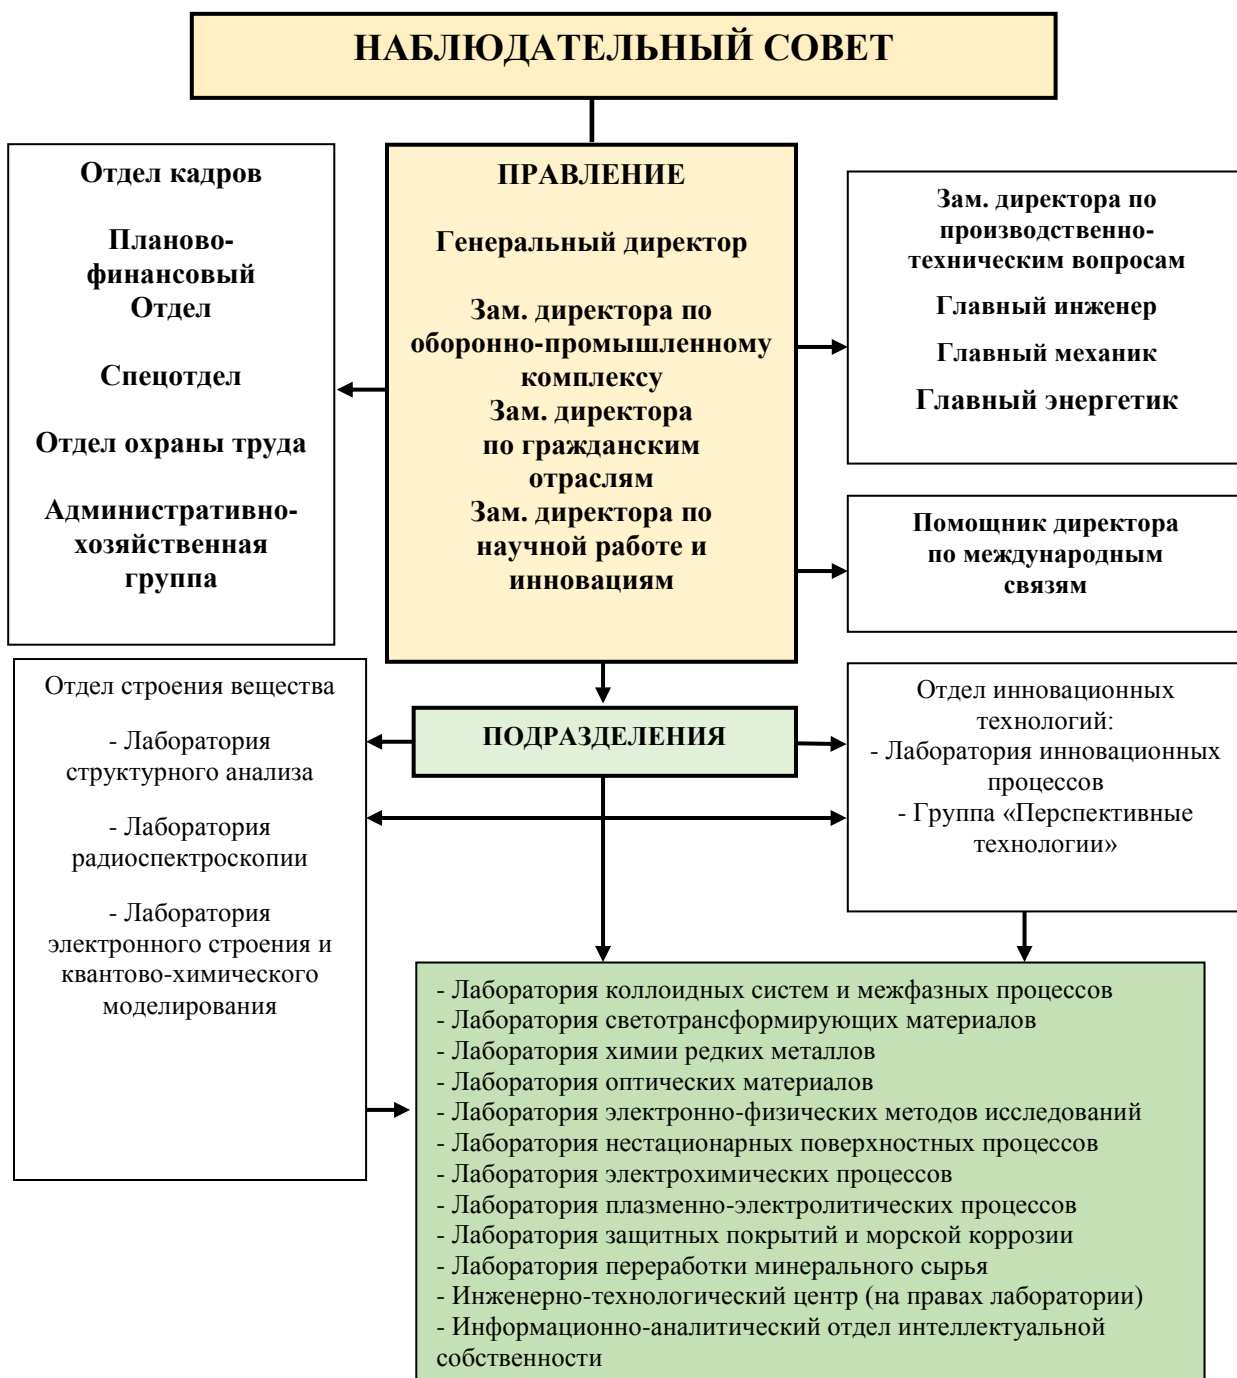 НАБЛЮДАТЕЛЬНЫЙ СОВЕТ
Отдел кадров
Планово-
финансовый
Отдел
Спецотдел
Отдел охраны труда
Административно-
хозяйственная
группа
ПРАВЛЕНИЕ
Генеральный директор
Зам. директора по
оборонно-промышленному
комплексу
Зам. директора
по гражданским
отраслям
Зам. директора по
научной работе и
инновациям
Зам. директора по
производственно-
техническим вопросам
Главный инженер
Главный механик
Главный энергетик
Помощник директора
по международным
связям
Отдел строения вещества
- Лаборатория
структурного анализа
- Лаборатория
радиоспектроскопии
- Лаборатория
электронного строения и
квантово-химического
моделирования
ПОДРАЗДЕЛЕНИЯ
Отдел инновационных
технологий:
- Лаборатория инновационных
процессов
- Группа «Перспективные
технологии»
- Лаборатория коллоидных систем и межфазных процессов
- Лаборатория светотрансформирующих материалов
- Лаборатория химии редких металлов
- Лаборатория оптических материалов
- Лаборатория электронно-физических методов исследований
- Лаборатория нестационарных поверхностных процессов
- Лаборатория электрохимических процессов
- Лаборатория плазменно-электролитических процессов
- Лаборатория защитных покрытий и морской коррозии
- Лаборатория переработки минерального сырья
- Инженерно-технологический центр (на правах лаборатории)
- Информационно-аналитический отдел интеллектуальной
собственности